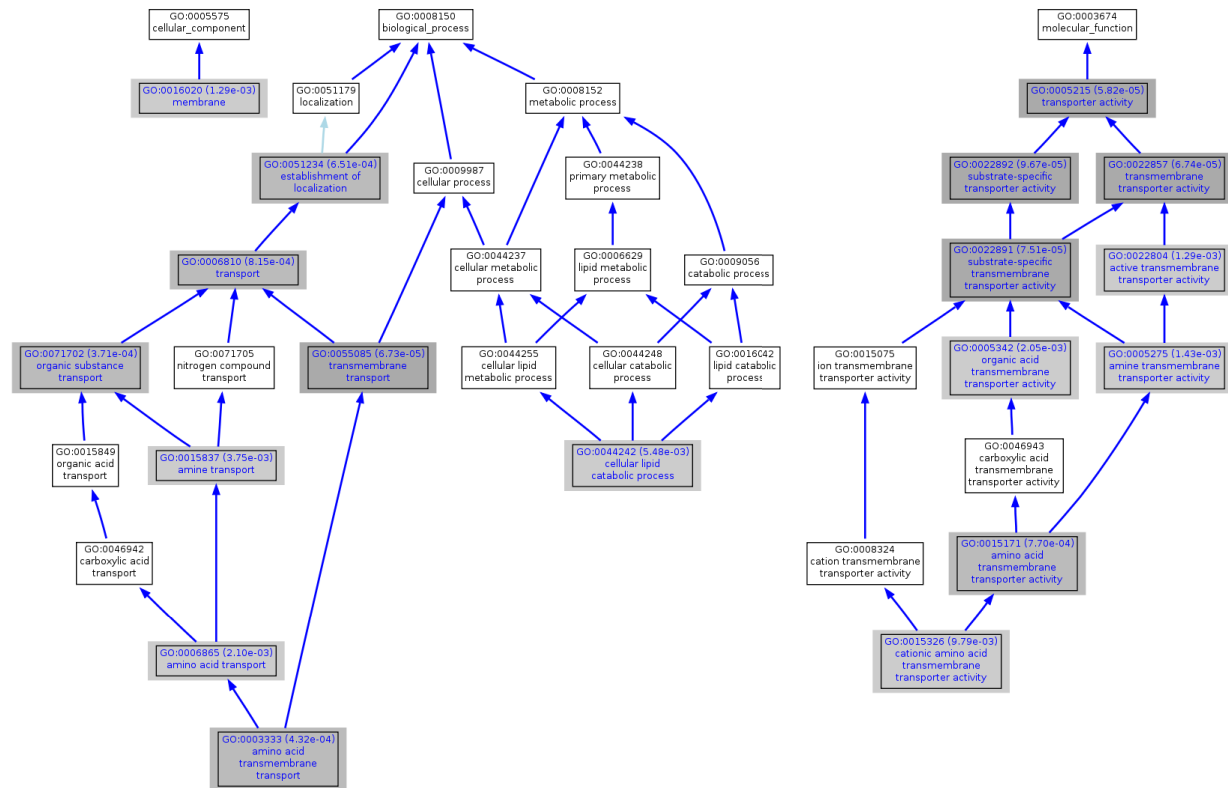 GO:0005575
cellular_component
GO:0008150
biological_process
GO:0003674
molecular_function
GO:0016020 (1.29e-03)
membrane
GO:0051179
localization
GO:0008152
metabolic process
GO:0005215 (5.82e-05)
transporter activity
GO:0051234 (6.51e-04)
establishment of
localization
GO:0009987
cellular process
GO:0044238
primary metabolic
process
GO:0022892 (9.67e-05)
substrate-specific
transporter activity
GO:0022857 (6.74e-05)
transmembrane
transporter activity
GO:0006810 (8.15e-04)
transport
GO:0044237
cellular metabolic
process
GO:0006629
lipid metabolic
process
GO:0009056
catabolic process
GO:0022891 (7.51e-05)
substrate-specific
transmembrane
transporter activity
GO:0022804 (1.29e-03)
active transmembrane
transporter activity
GO:0071702 (3.71e-04)
organic substance
transport
GO:0071705
nitrogen compound
transport
GO:0055085 (6.73e-05)
transmembrane
transport
GO:0044255
cellular lipid
metabolic process
GO:0044248
cellular catabolic
process
GO:0016042
lipid catabolic
process
GO:0015075
ion transmembrane
transporter activity
GO:0005342 (2.05e-03)
organic acid
transmembrane
transporter activity
GO:0005275 (1.43e-03)
amine transmembrane
transporter activity
GO:0015849
organic acid
transport
GO:0015837 (3.75e-03)
amine transport
GO:0044242 (5.48e-03)
cellular lipid
catabolic process
GO:0046943
carboxylic acid
transmembrane
transporter activity
GO:0046942
carboxylic acid
transport
GO:0008324
cation transmembrane
transporter activity
GO:0015171 (7.70e-04)
amino acid
transmembrane
transporter activity
GO:0006865 (2.10e-03)
amino acid transport
GO:0015326 (9.79e-03)
cationic amino acid
transmembrane
transporter activity
GO:0003333 (4.32e-04)
amino acid
transmembrane
transport